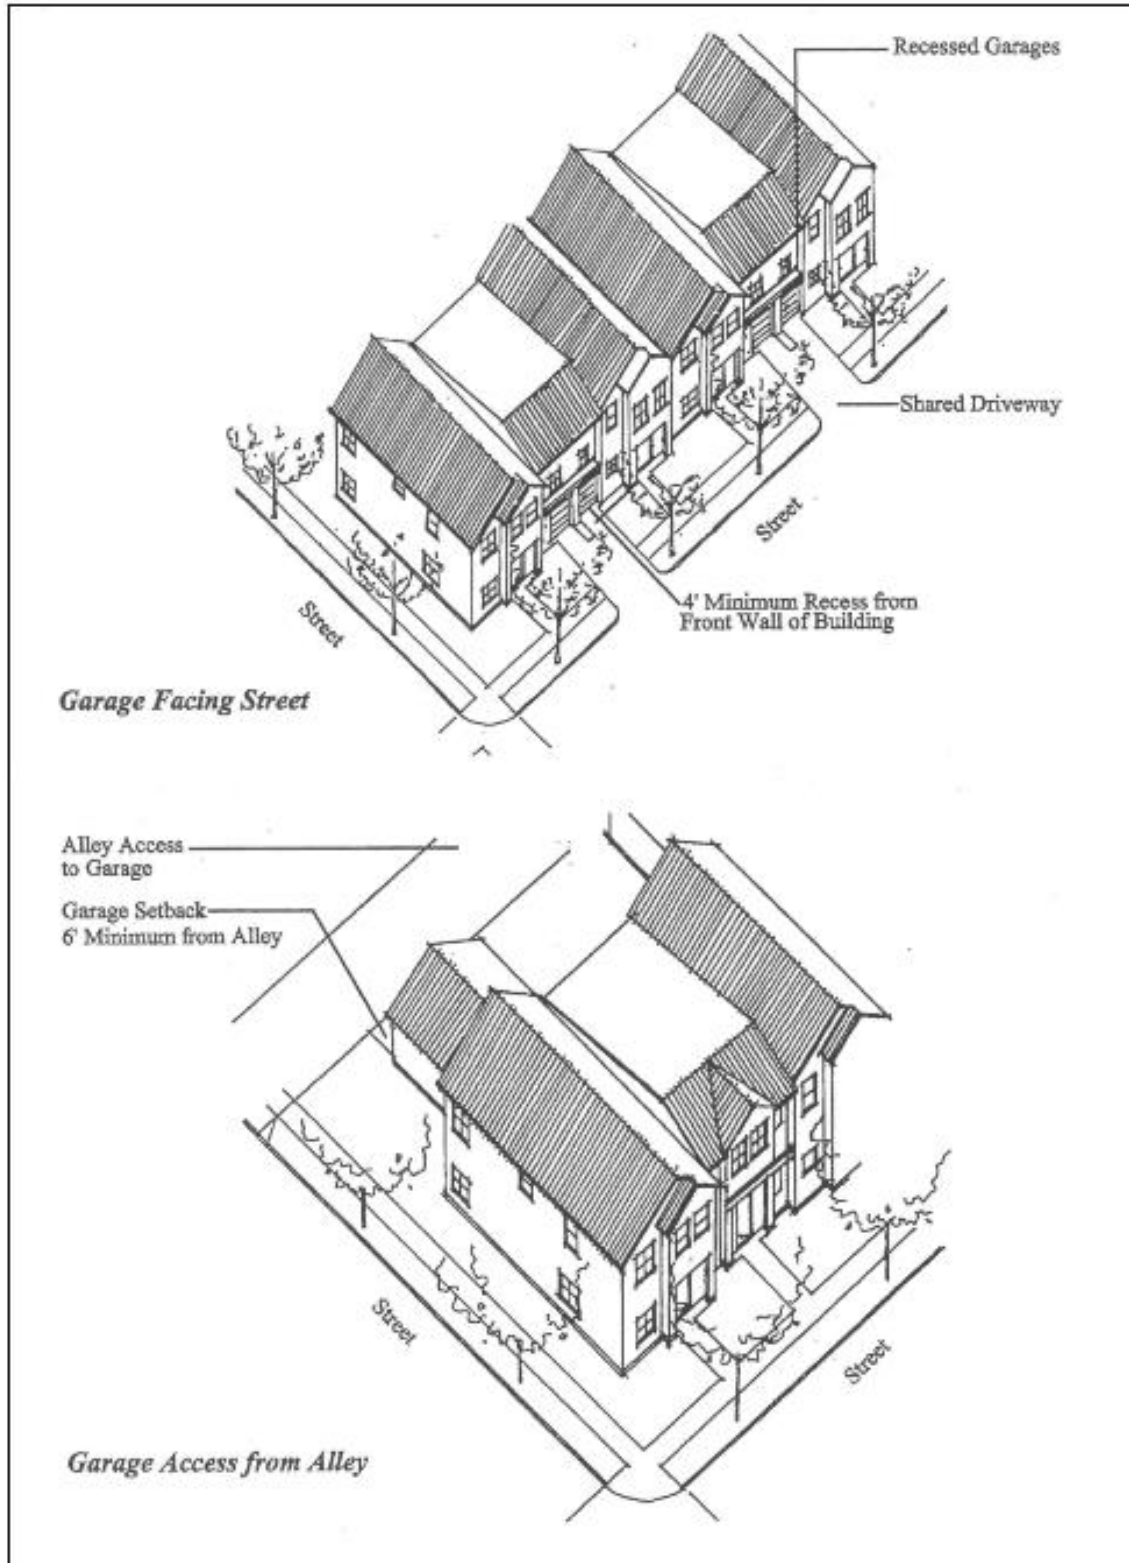 Recessed Garages
Shared Driveway
Street
4' Minimum Recess from
Front Wall of Building
Street
Garage Facing Street
Alley Access
to Garage
Garage Setback
6' Minimum from Alley
Street
Street
Garage Access from Alley